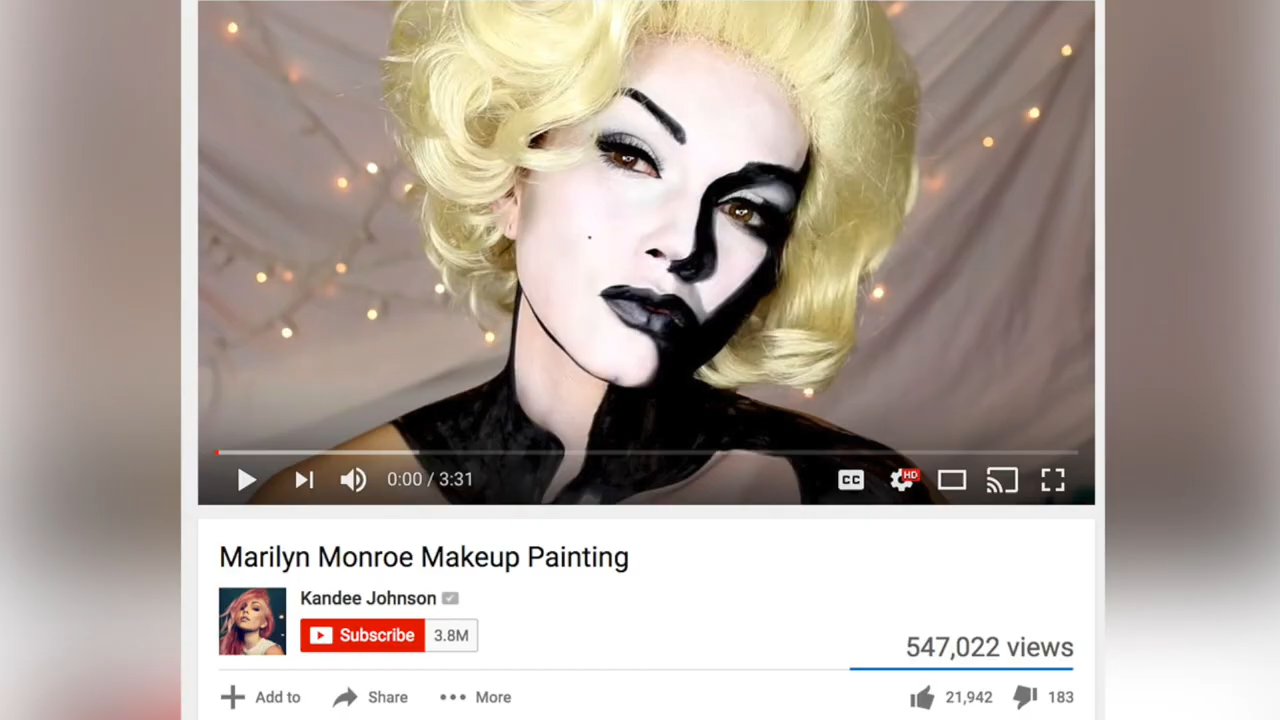 0:00 / 3:31
CC
HD
Marilyn Monroe Makeup Painting
Kandee Johnson
Subscribe 3.8M
547,022 views
Add to Share More
21,942 183